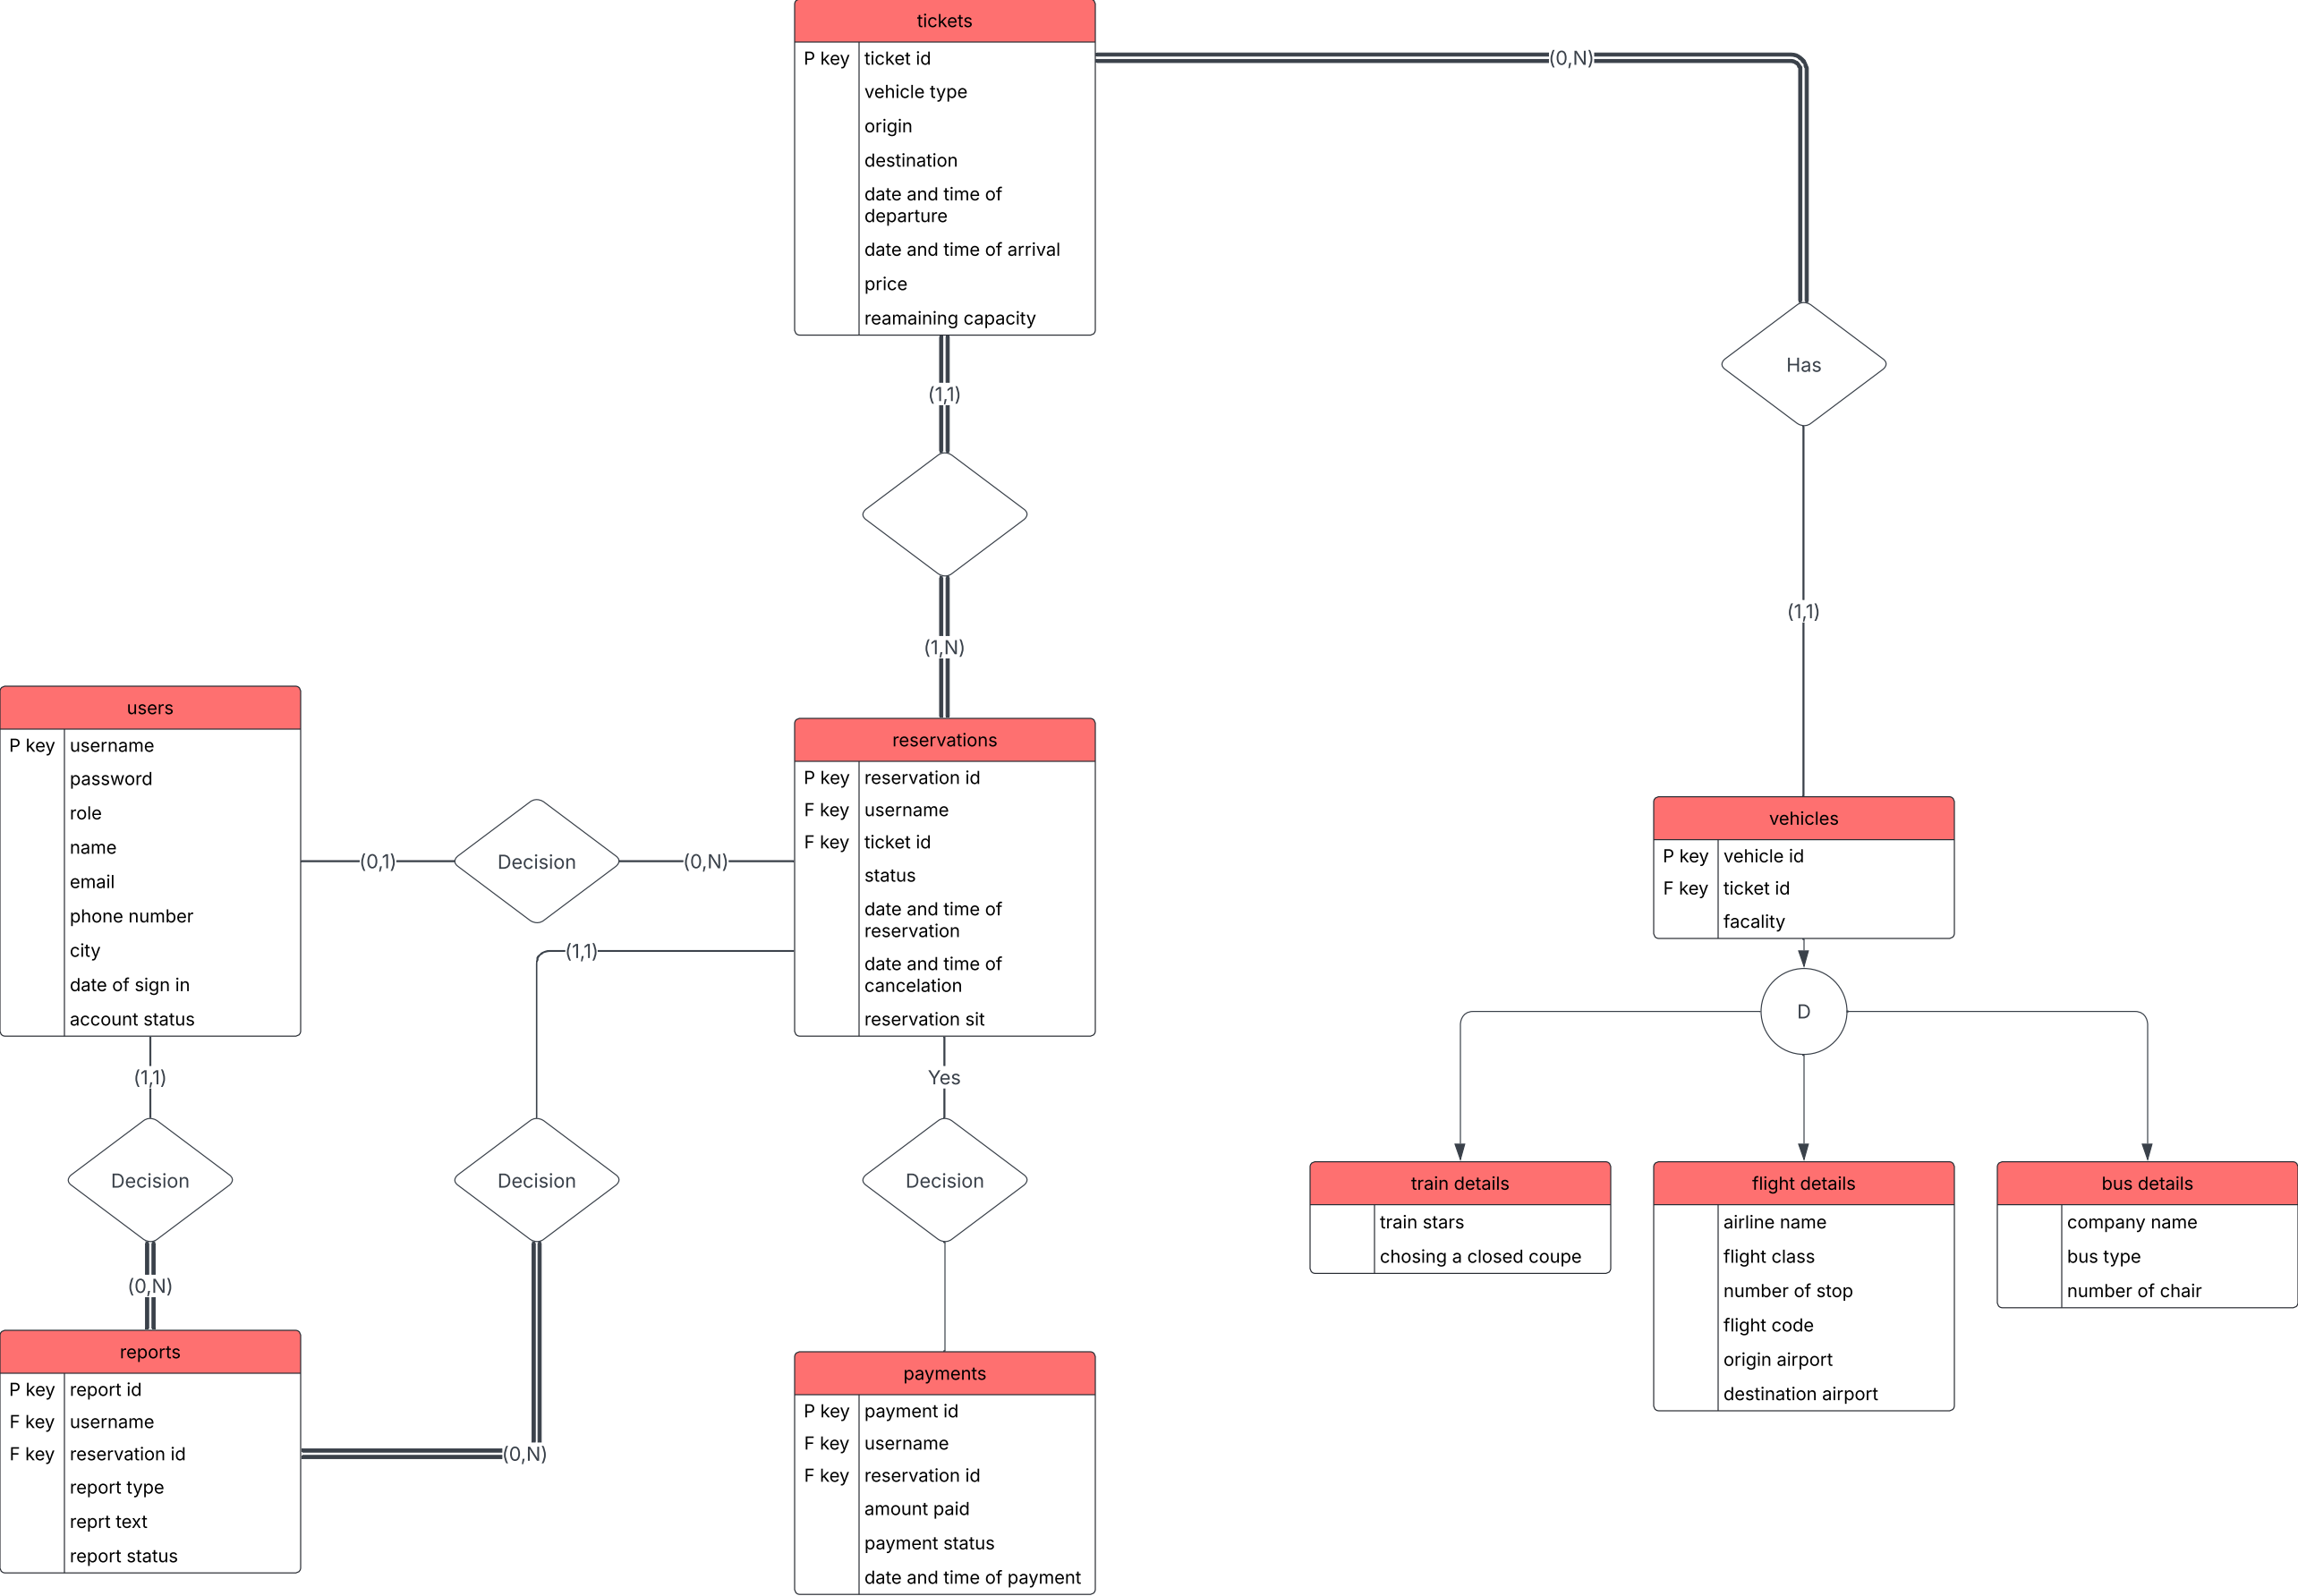 tickets
P key ticket id
vehicle type
origin
destination
date and time of
departure
date and time of arrival
price
reamaining capacity
(0,N)
Has
(1,1)
(1,1)
(1,N)
users
P key username
password
role
name
email
phone number
city
date of sign in
account status
(0,1)
Decision
(0,N)
reservations
P key reservation id
F key username
F key ticket id
status
date and time of
reservation
date and time of
cancelation
reservation sit
vehicles
P key vehicle id
F key ticket id
facality
D
(1,1)
(1,1)
Yes
Decision
Decision
Decision
(0,N)
(0,N)
train details
train stars
chosing a closed coupe
flight details
airline name
flight class
number of stop
flight code
origin airport
destination airport
bus details
company name
bus type
number of chair
reports
P key report id
F key username
F key reservation id
report type
reprt text
report status
payments
P key payment id
F key username
F key reservation id
amount paid
payment status
date and time of payment